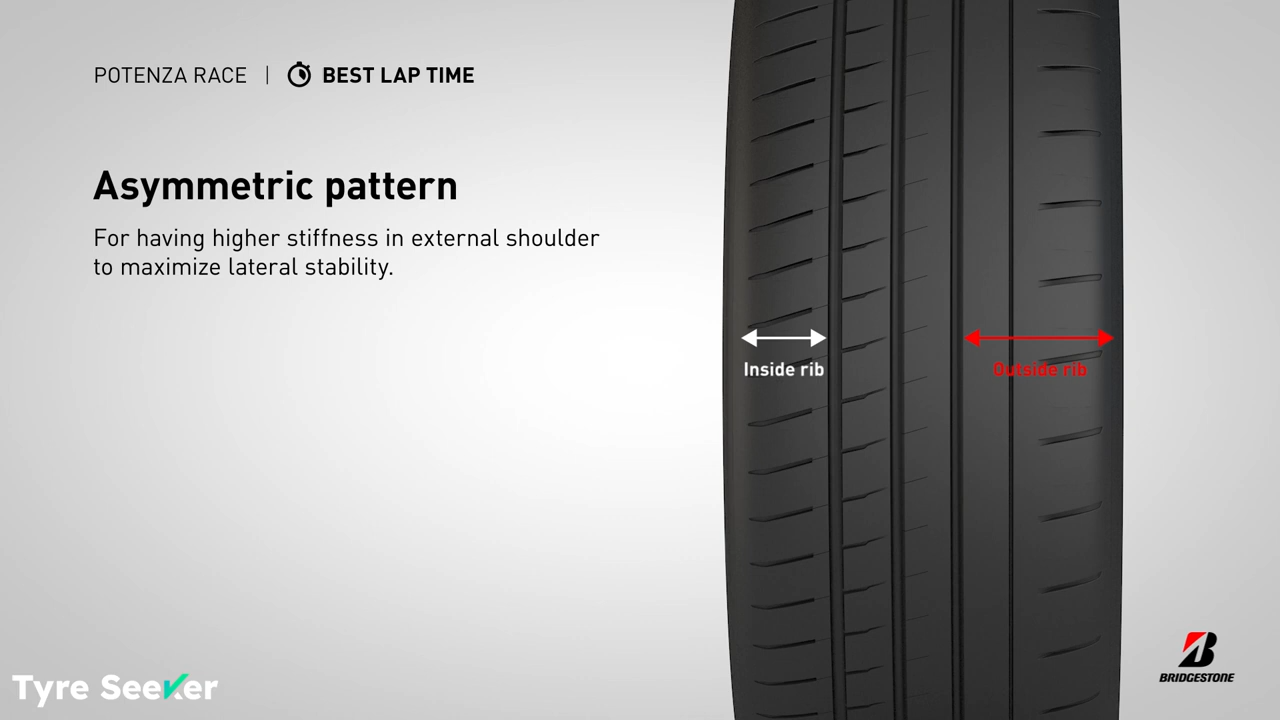 POTENZA RACE | BEST LAP TIME
Asymmetric pattern
For having higher stiffness in external shoulder
to maximize lateral stability.
Inside rib
Outside rib
Tyre Seeker
BRIDGESTONE